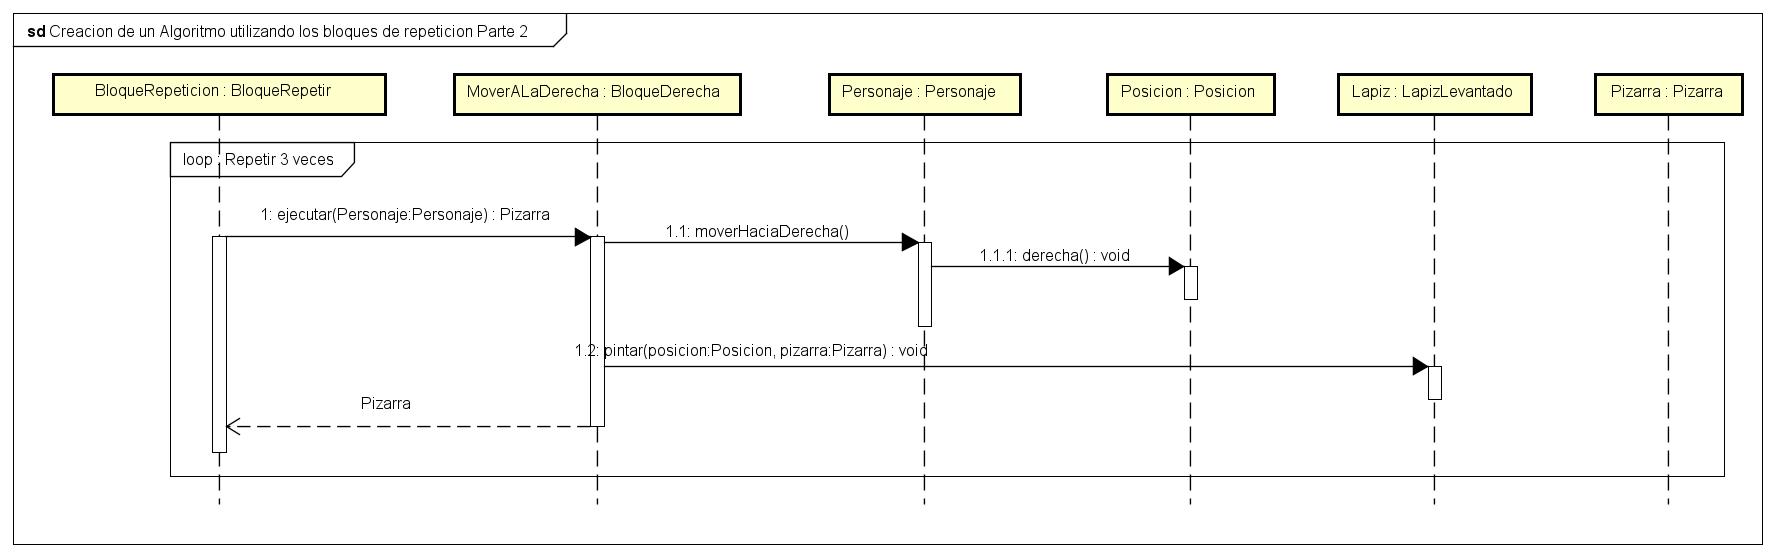 sd Creacion de un Algoritmo utilizando los bloques de repeticion Parte 2
BloqueRepeticion : BloqueRepetir
MoverALaDerecha : BloqueDerecha
Personaje : Personaje
Posicion : Posicion
Lapiz : LapizLevantado
Pizarra : Pizarra
loop : Repetir 3 veces
1: ejecutar(Personaje:Personaje) : Pizarra
1.1: moverHaciaDerecha()
1.1.1: derecha() : void
1.2: pintar(posicion:Posicion, pizarra:Pizarra) : void
Pizarra